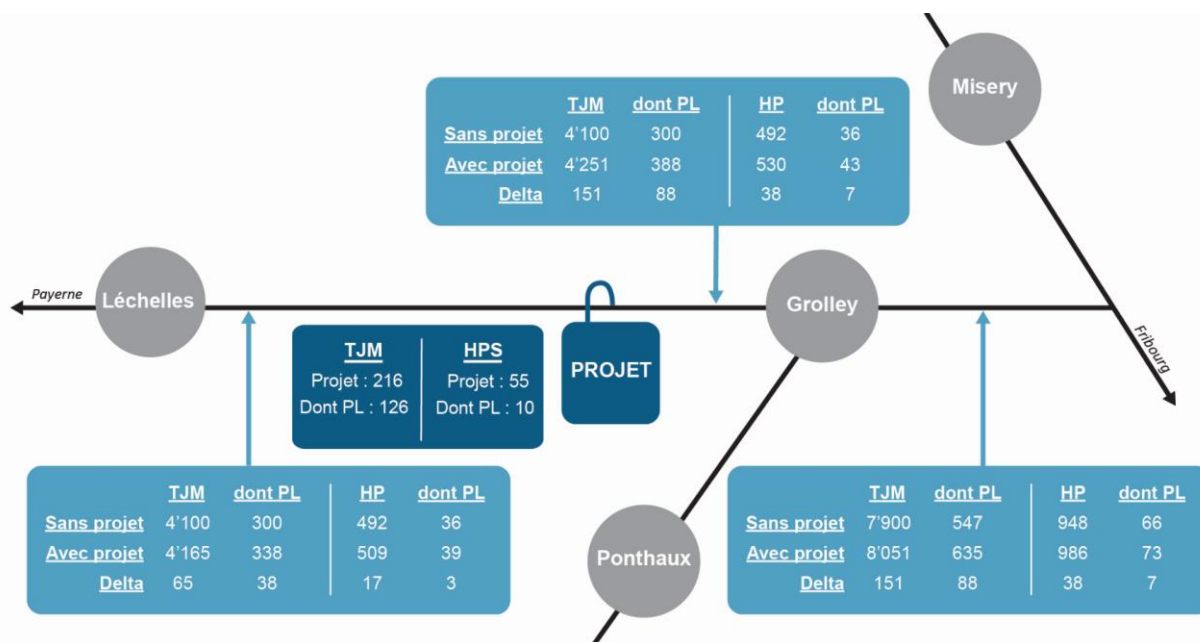 Misery
TJM dont PL HP dont PL
Sans projet 4'100 300 492 36
Avec projet 4'251 388 530 43
Delta 151 88 38 7
Payerne
Léchelles
Grolley
Fribourg
TJM HPS
Projet : 216 Projet : 55
Dont PL : 126 Dont PL : 10
PROJET
TJM dont PL HP dont PL
Sans projet 4'100 300 492 36
Avec projet 4'165 338 509 39
Delta 65 38 17 3
Ponthaux
TJM dont PL HP dont PL
Sans projet 7'900 547 948 66
Avec projet 8'051 635 986 73
Delta 151 88 38 7